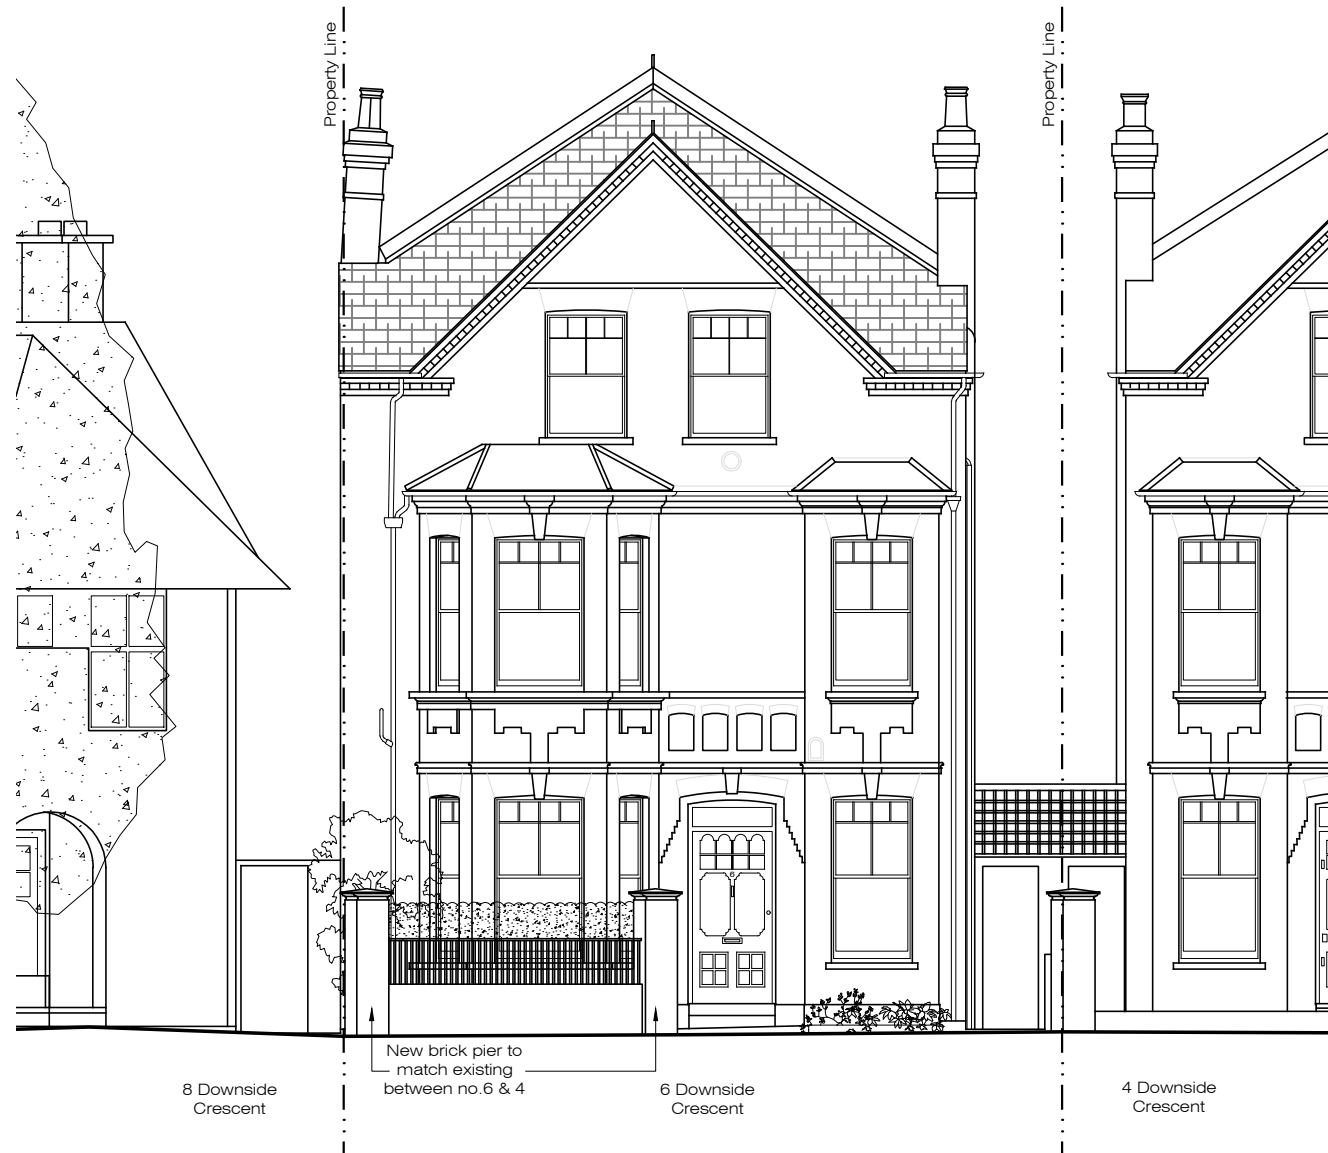 Property Line
Property Line
6
New brick pier to
match existing
between no.6 & 4
8 Downside
Crescent
6 Downside
Crescent
4 Downside
Crescent